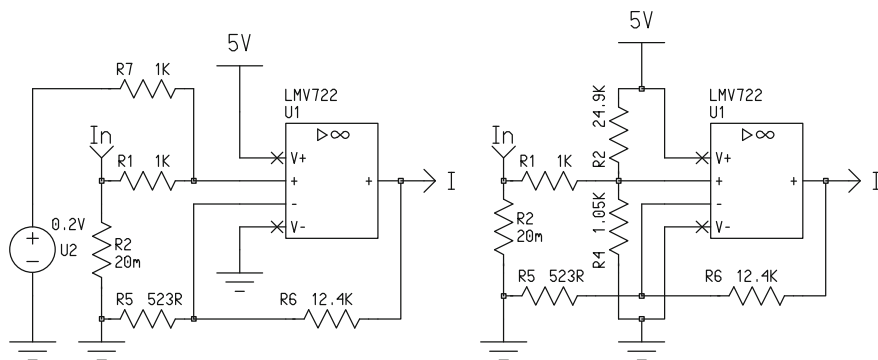 5V
R7 1K
LMV722
U1
▷∞
In
V+
R1 1K
+
+
I
-
V-
0.2V
+
-
U2
R2
20m
R5 523R
R6 12.4K
5V
24.9K
R2
LMV722
U1
▷∞
In
V+
R1 1K
+
+
I
-
1.05K
R4
V-
R2
20m
R5 523R
R6 12.4K